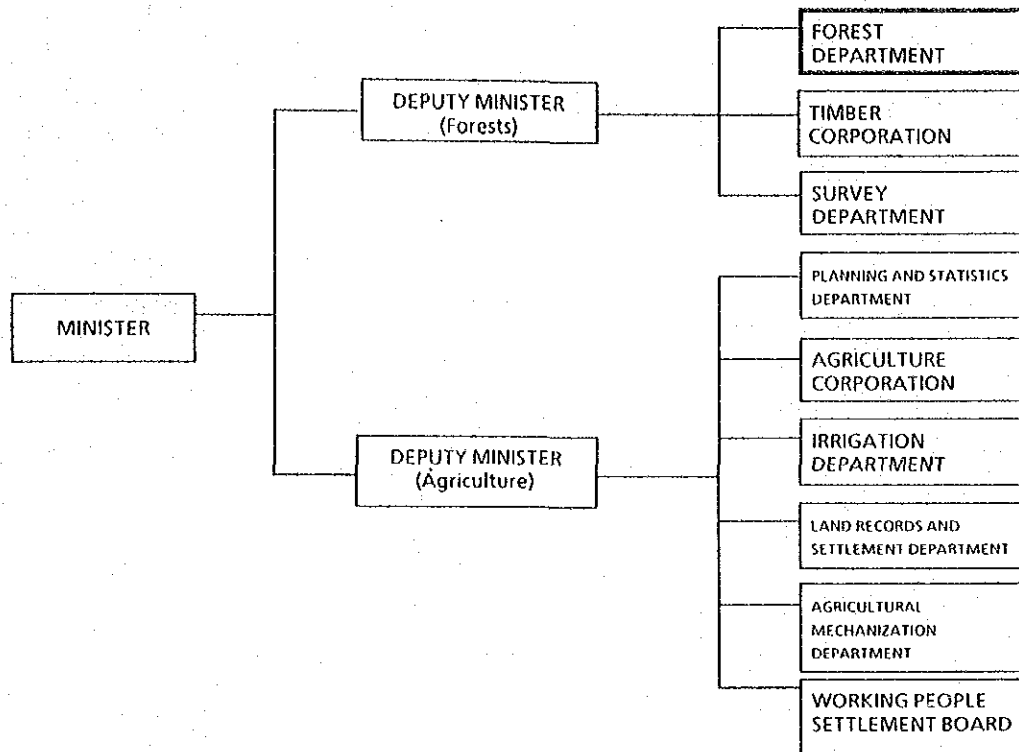 MINISTER
DEPUTY MINISTER
(Forests)
FOREST
DEPARTMENT
TIMBER
CORPORATION
SURVEY
DEPARTMENT
DEPUTY MINISTER
(Agriculture)
PLANNING AND STATISTICS
DEPARTMENT
AGRICULTURE
CORPORATION
IRRIGATION
DEPARTMENT
LAND RECORDS AND
SETTLEMENT DEPARTMENT
AGRICULTURAL
MECHANIZATION
DEPARTMENT
WORKING PEOPLE
SETTLEMENT BOARD